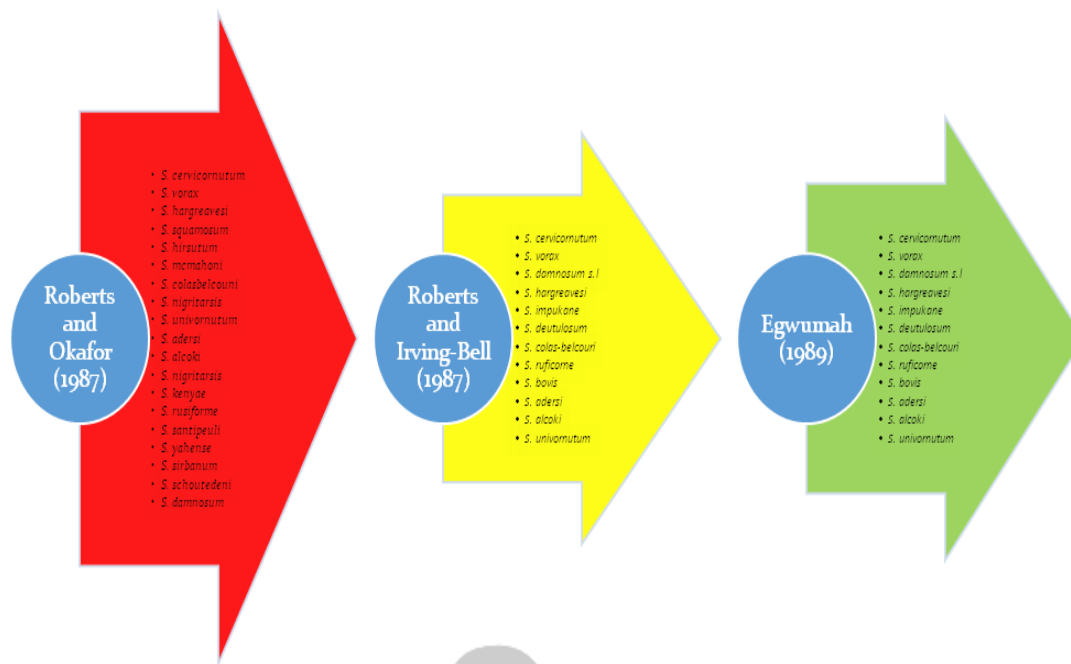 Roberts
and
Okafor
(1987)
• S. cervicornutum
• S. vorax
• S. hargreavesi
• S. squamosum
• S. hirsutum
• S. mcmahoni
• S. colasbelcouni
• S. nigritarsis
• S. univornutum
• S. adersi
• S. alcoki
• S. nigritarsis
• S. kenyae
• S. rusiforme
• S. santipeuli
• S. yahense
• S. sirbanum
• S. schoutedeni
• S. damnosum
Roberts
and
Irving-Bell
(1987)
• S. cervicornutum
• S. vorax
• S. damnosum s.l
• S. hargreavesi
• S. impukane
• S. deutulosum
• S. colas-belcouri
• S. ruficorne
• S. bovis
• S. adersi
• S. alcoki
• S. univornutum
Egwumah
(1989)
• S. cervicornutum
• S. vorax
• S. damnosum s.l
• S. hargreavesi
• S. impukane
• S. deutulosum
• S. colas-belcouri
• S. ruficorne
• S. bovis
• S. adersi
• S. alcoki
• S. univornutum